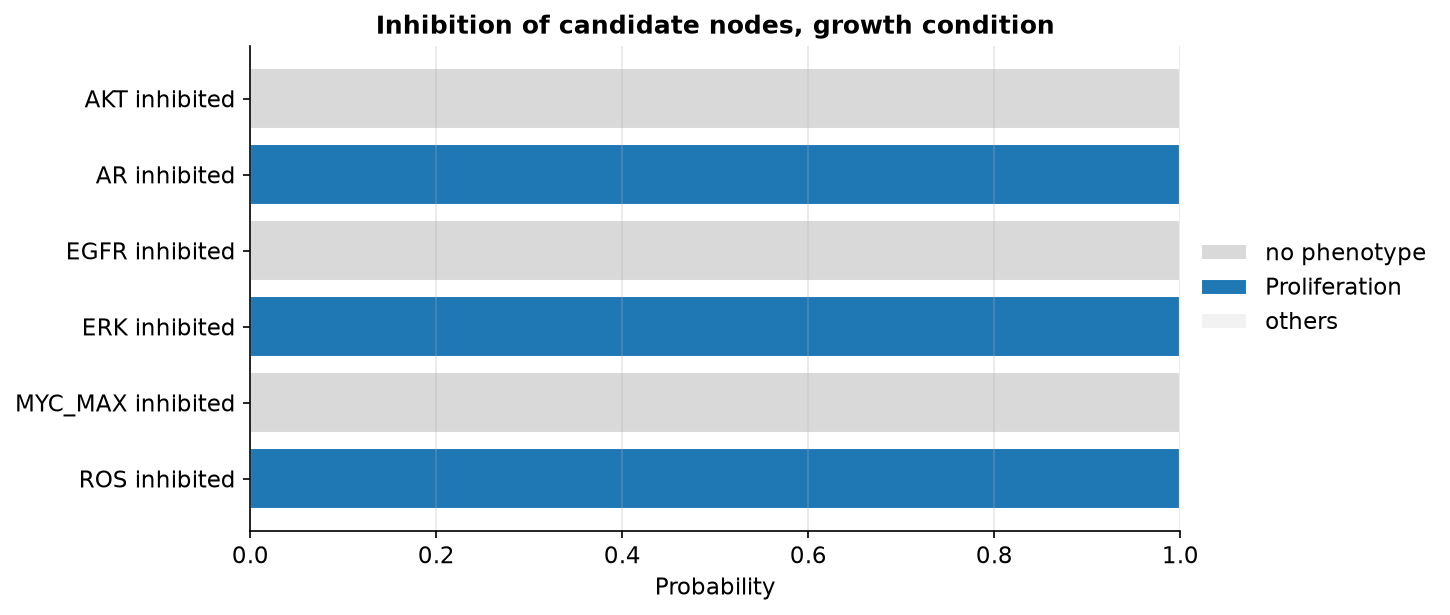 Inhibition of candidate nodes, growth condition
AKT inhibited
AR inhibited
EGFR inhibited
ERK inhibited
MYC_MAX inhibited
ROS inhibited
no phenotype
Proliferation
others
0.0 0.2 0.4 0.6 0.8 1.0
Probability